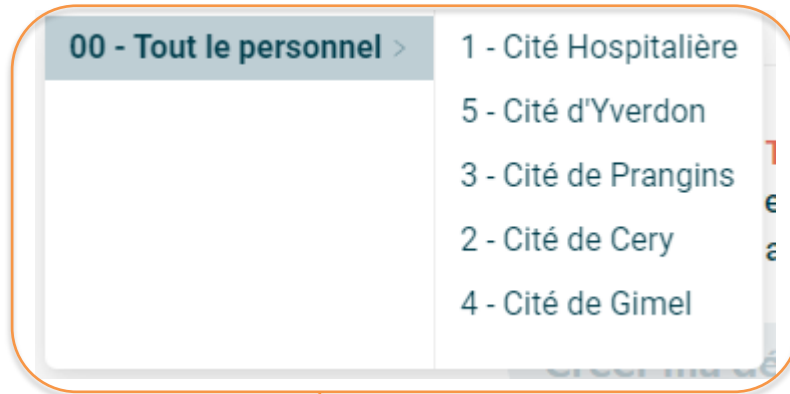 00 - Tout le personnel >
1 - Cité Hospitalière
5 - Cité d'Yverdon
3 - Cité de Prangins
2 - Cité de Cery
4 - Cité de Gimel